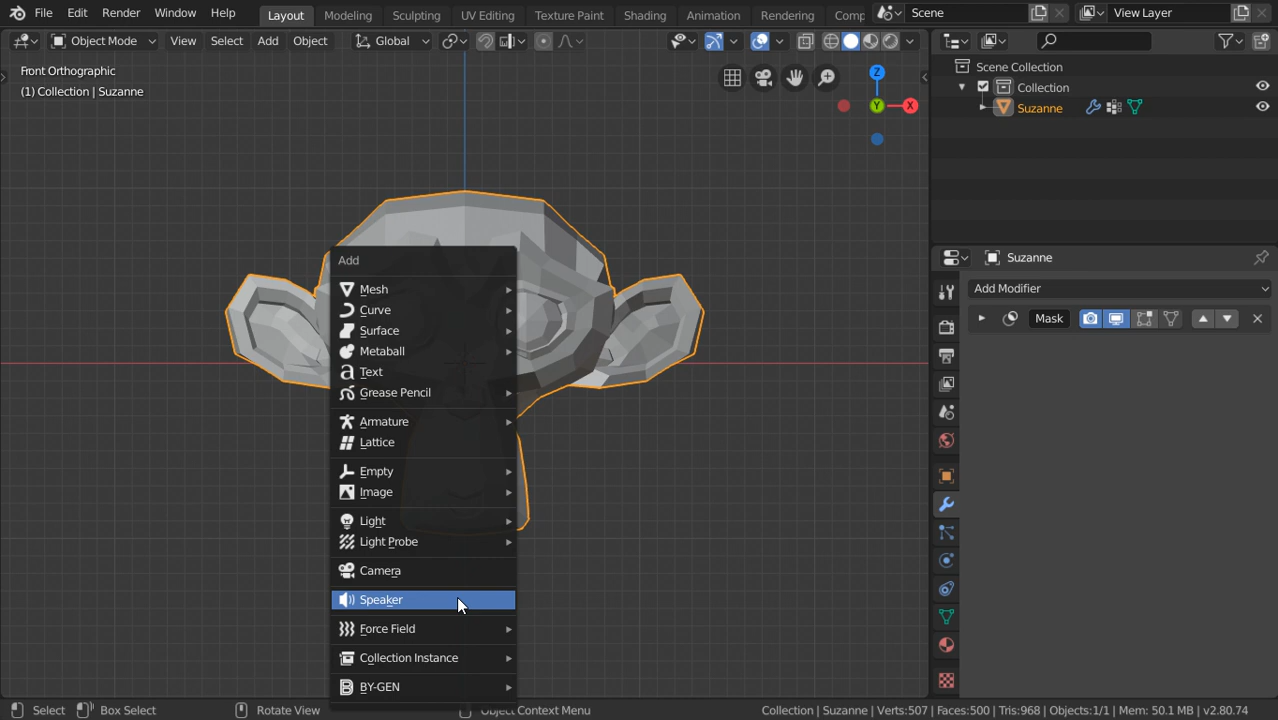 File Edit Render Window Help Layout Modeling Sculpting UV Editing Texture Paint Shading Animation Rendering Comp Scene View Layer
Object Mode View Select Add Object Global
Front Orthographic
(1) Collection | Suzanne
Z
Y
X
Scene Collection
Collection
Suzanne
Suzanne
Add Modifier
Mask
Add
Mesh
Curve
Surface
Metaball
Text
Grease Pencil
Armature
Lattice
Empty
Image
Light
Light Probe
Camera
Speaker
Force Field
Collection Instance
BY-GEN
Select Box Select Rotate View Object Context Menu Collection | Suzanne | Verts:507 | Faces:500 | Tris:968 | Objects:1/1 | Mem: 50.1 MB | v2.80.74